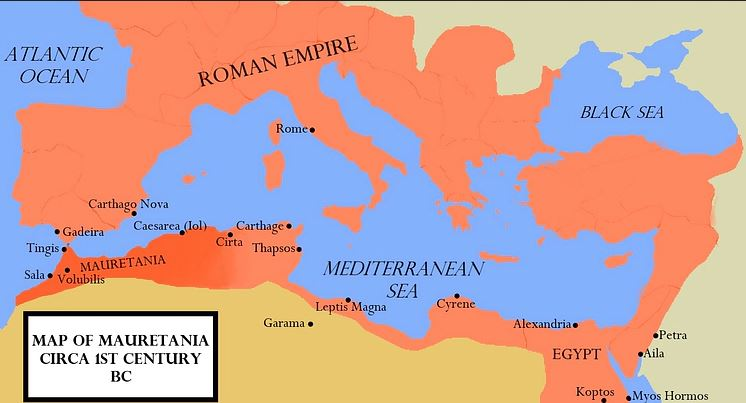 ATLANTIC
OCEAN
ROMAN EMPIRE
BLACK SEA
Rome
Carthago Nova
Gadeira
Caesarea (Iol)
Carthage
Cirta
Tingis
Thapsos
MAURETANIA
Sala
Volubilis
MEDITERRANEAN
SEA
Leptis Magna
Cyrene
Garama
Alexandria
Petra
EGYPT
Aila
Koptos
Myos Hormos
MAP OF MAURETANIA
CIRCA 1ST CENTURY
BC